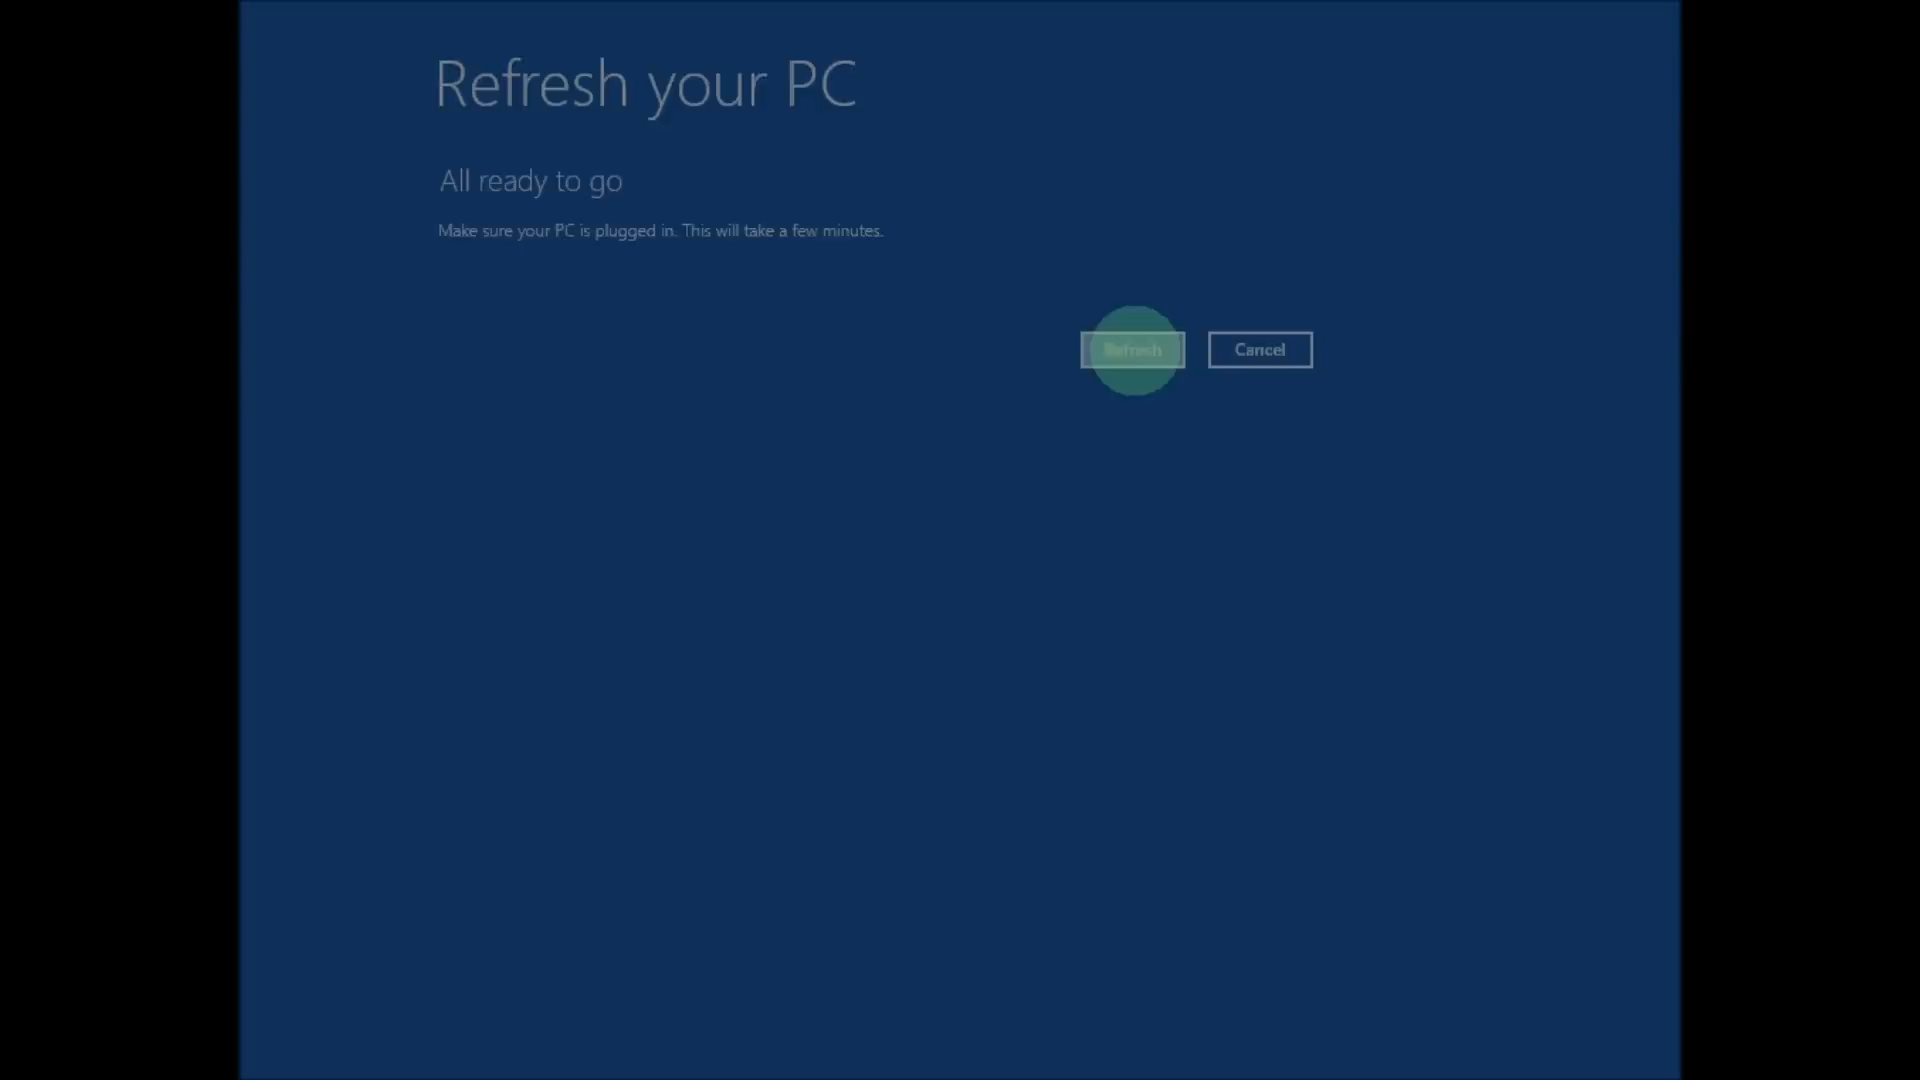 Refresh your PC
All ready to go
Make sure your PC is plugged in. This will take a few minutes.
Refresh Cancel